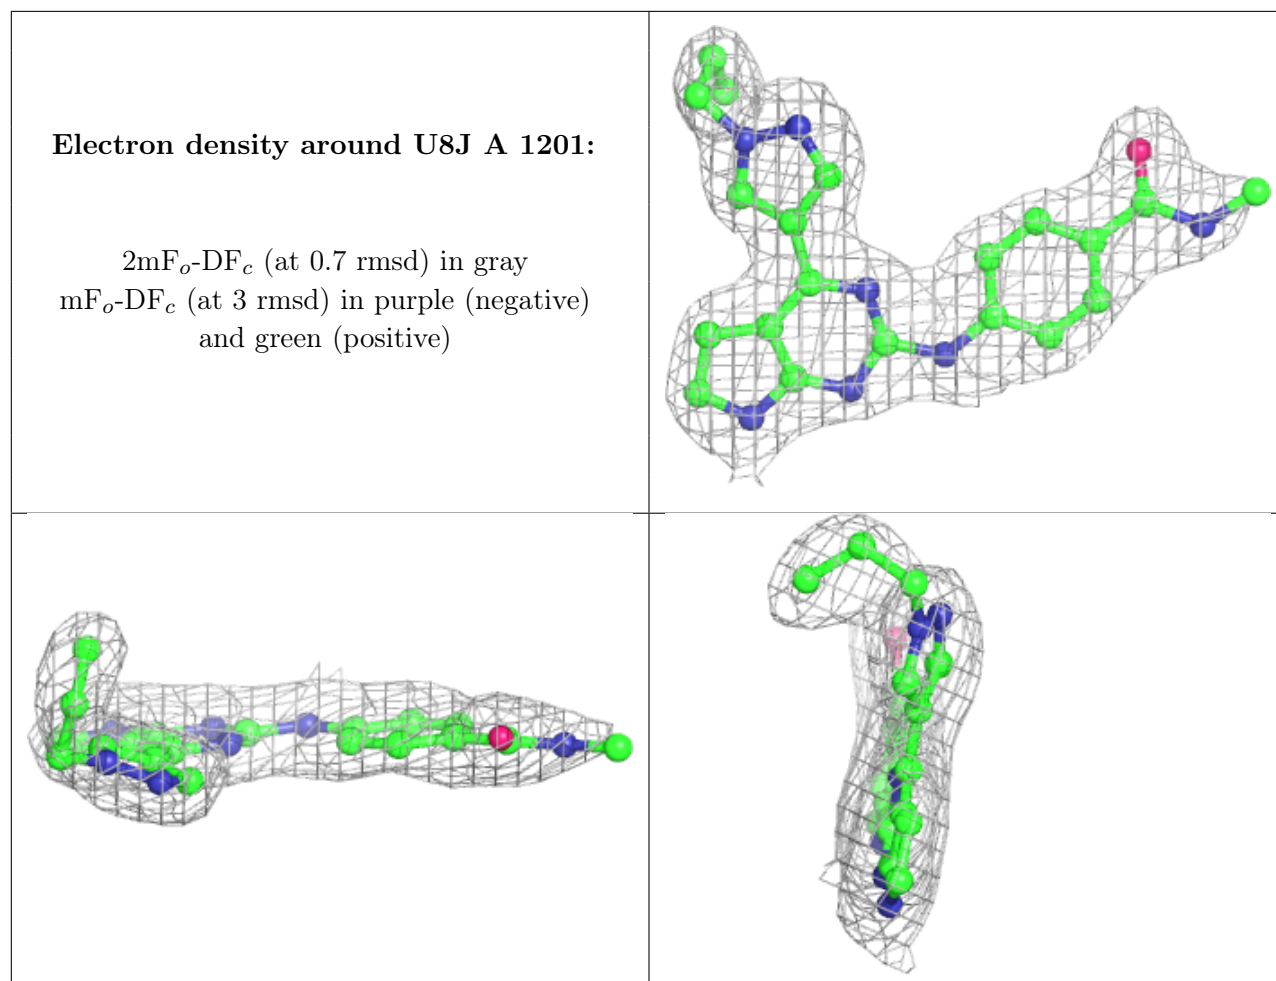 Electron density around U8J A 1201:
2mFo-DFc (at 0.7 rmsd) in gray
mFo-DFc (at 3 rmsd) in purple (negative)
and green (positive)